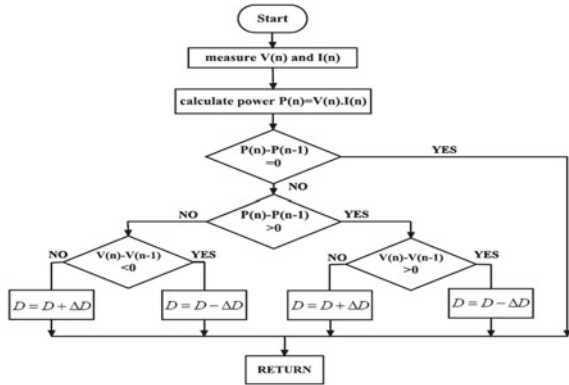 Start
measure V(n) and I(n)
calculate power P(n)=V(n).I(n)
P(n)-P(n-1)
=0
YES
NO
P(n)-P(n-1)
>0
NO
YES
V(n)-V(n-1)
<0
NO
YES
V(n)-V(n-1)
>0
NO
YES
D = D + ΔD
D = D − ΔD
D = D + ΔD
D = D − ΔD
RETURN